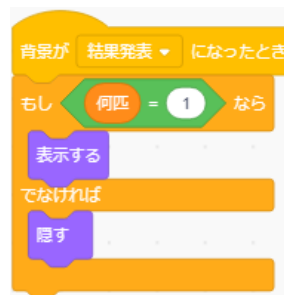 背景が 結果発表 になったとき
もし 何匹 = 1 なら
表示する
でなければ
隠す